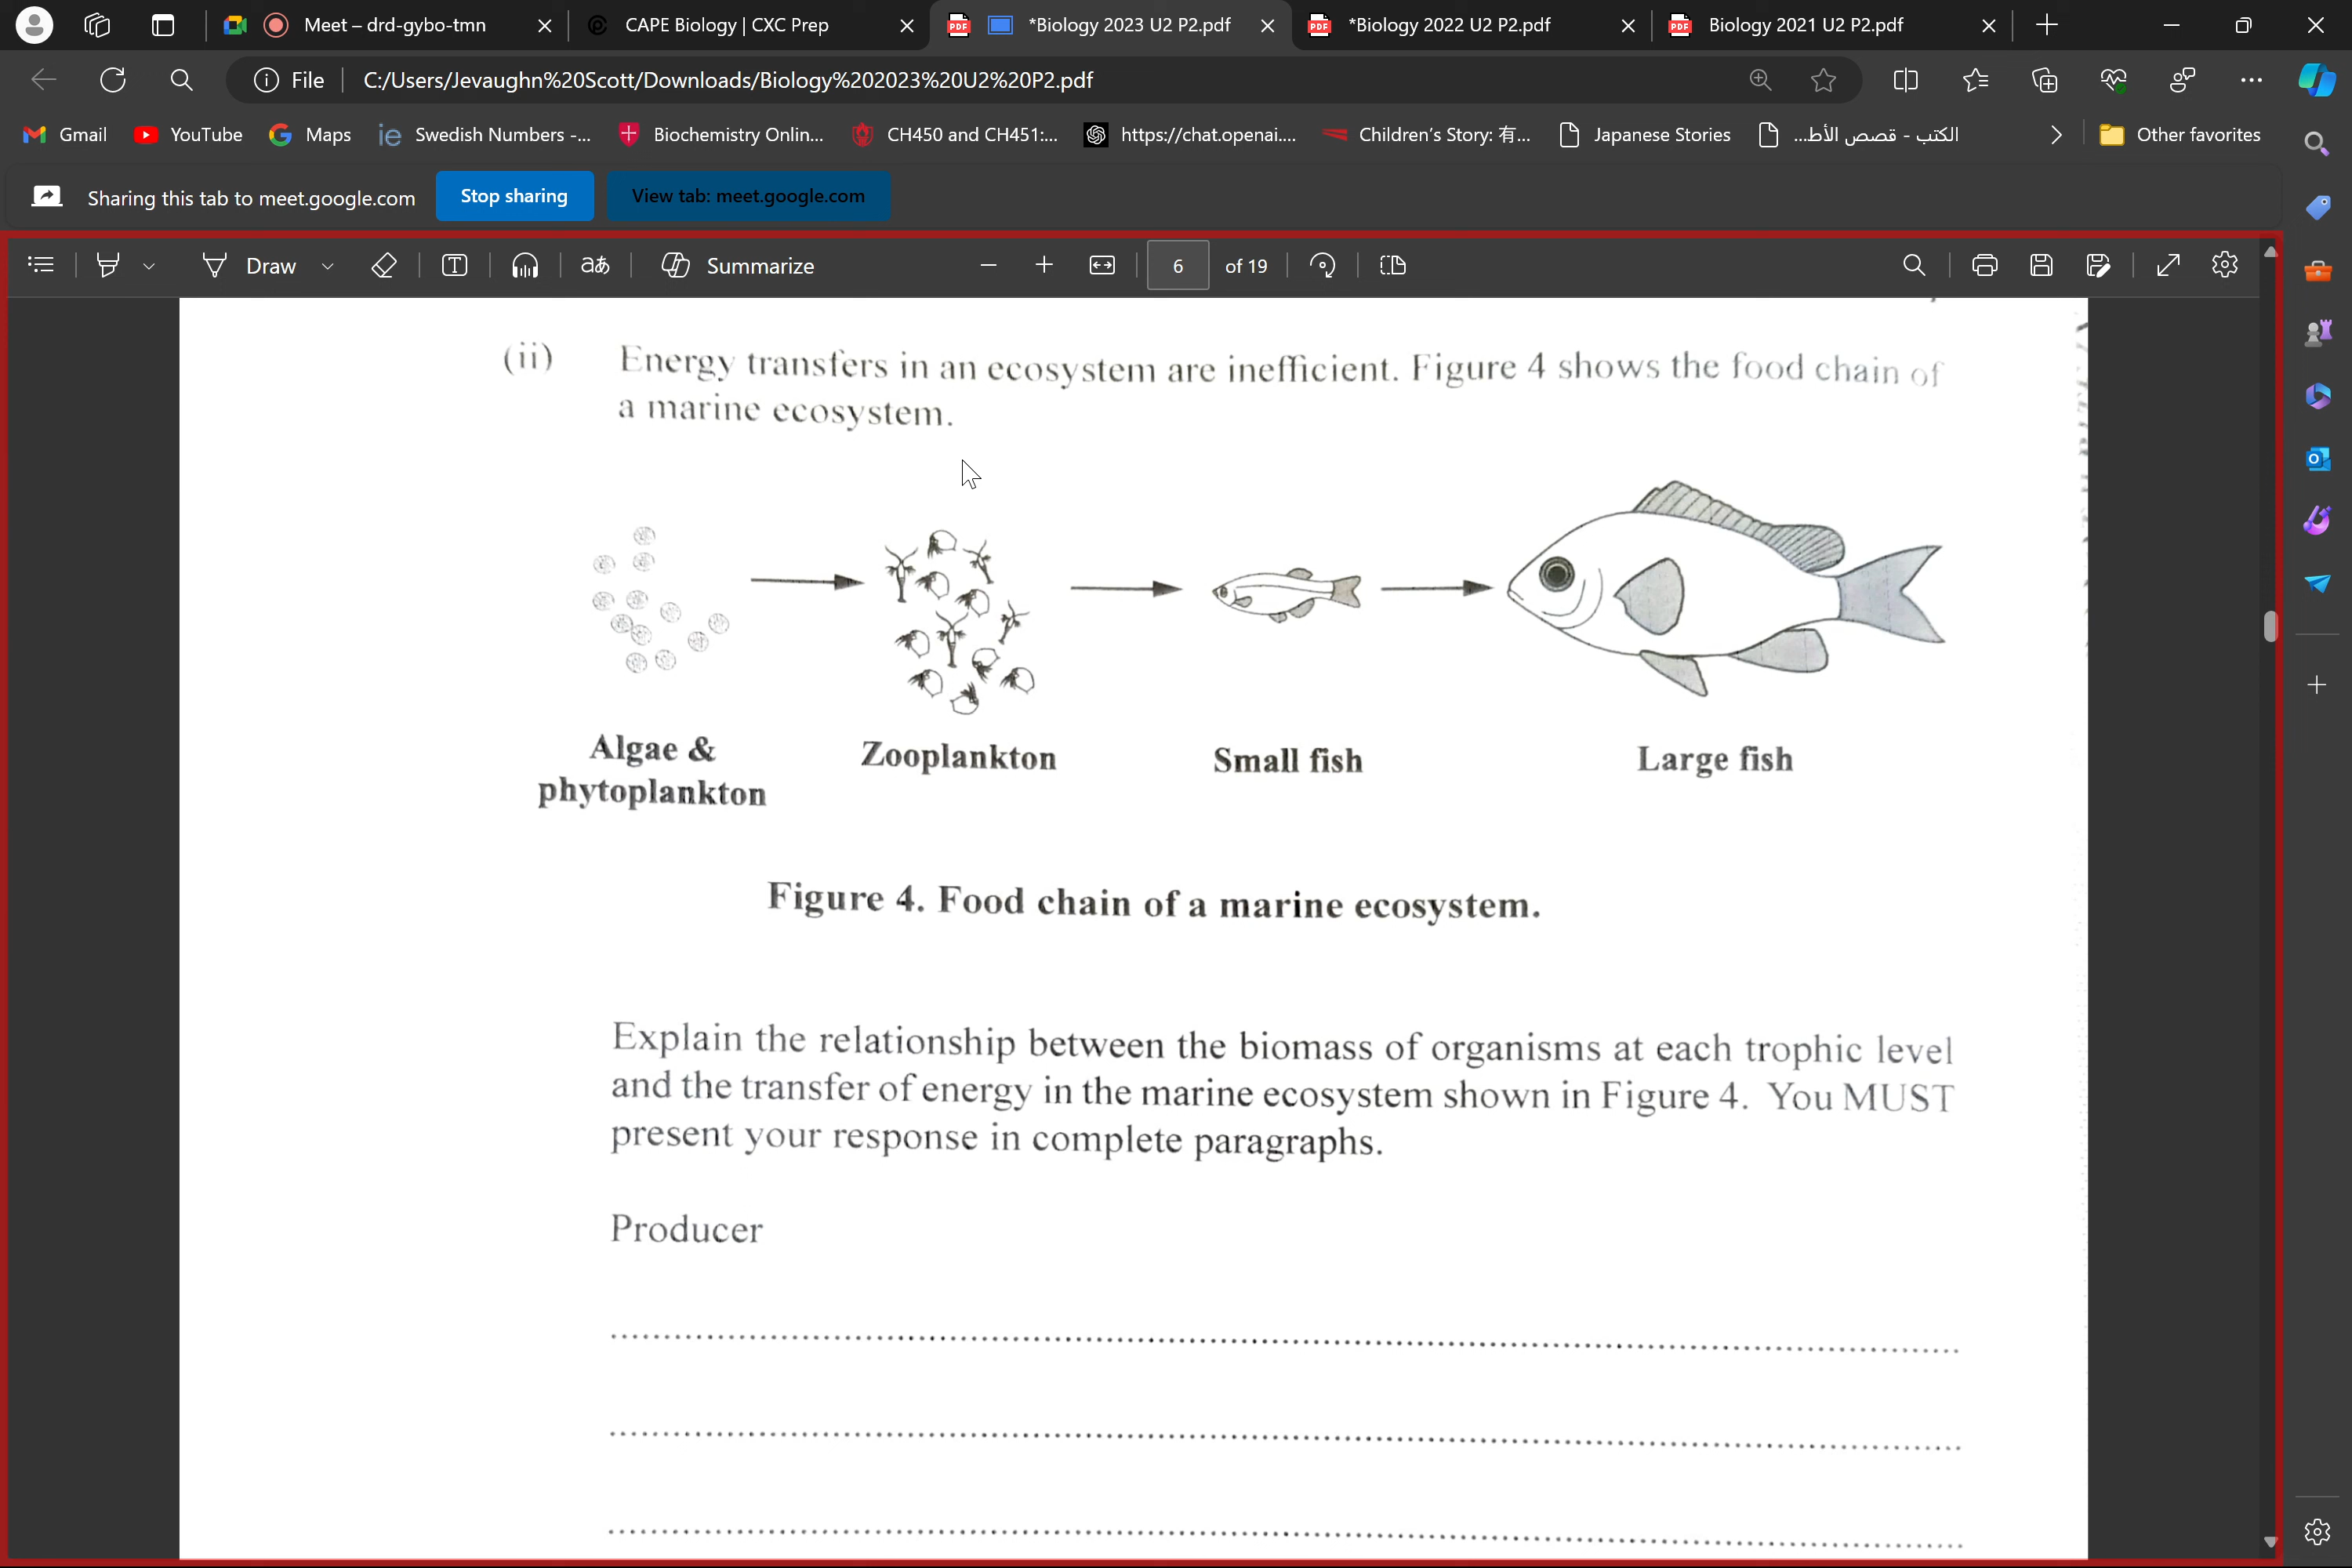 Meet – drd-gybo-tmn
CAPE Biology | CXC Prep
PDF
*Biology 2023 U2 P2.pdf
PDF
*Biology 2022 U2 P2.pdf
PDF
Biology 2021 U2 P2.pdf
File
C:/Users/Jevaughn%20Scott/Downloads/Biology%202023%20U2%20P2.pdf
Gmail
YouTube
Maps
ie
Swedish Numbers -...
Biochemistry Onlin...
CH450 and CH451:...
https://chat.openai....
Children's Story: 有...
Japanese Stories
الكتب - قصص الأط...
Other favorites
Sharing this tab to meet.google.com
Stop sharing
View tab: meet.google.com
Draw
aあ
Summarize
6
of 19
(ii) Energy transfers in an ecosystem are inefficient. Figure 4 shows the food chain of
a marine ecosystem.
Algae &
phytoplankton
Zooplankton
Small fish
Large fish
Figure 4. Food chain of a marine ecosystem.
Explain the relationship between the biomass of organisms at each trophic level
and the transfer of energy in the marine ecosystem shown in Figure 4. You MUST
present your response in complete paragraphs.
Producer